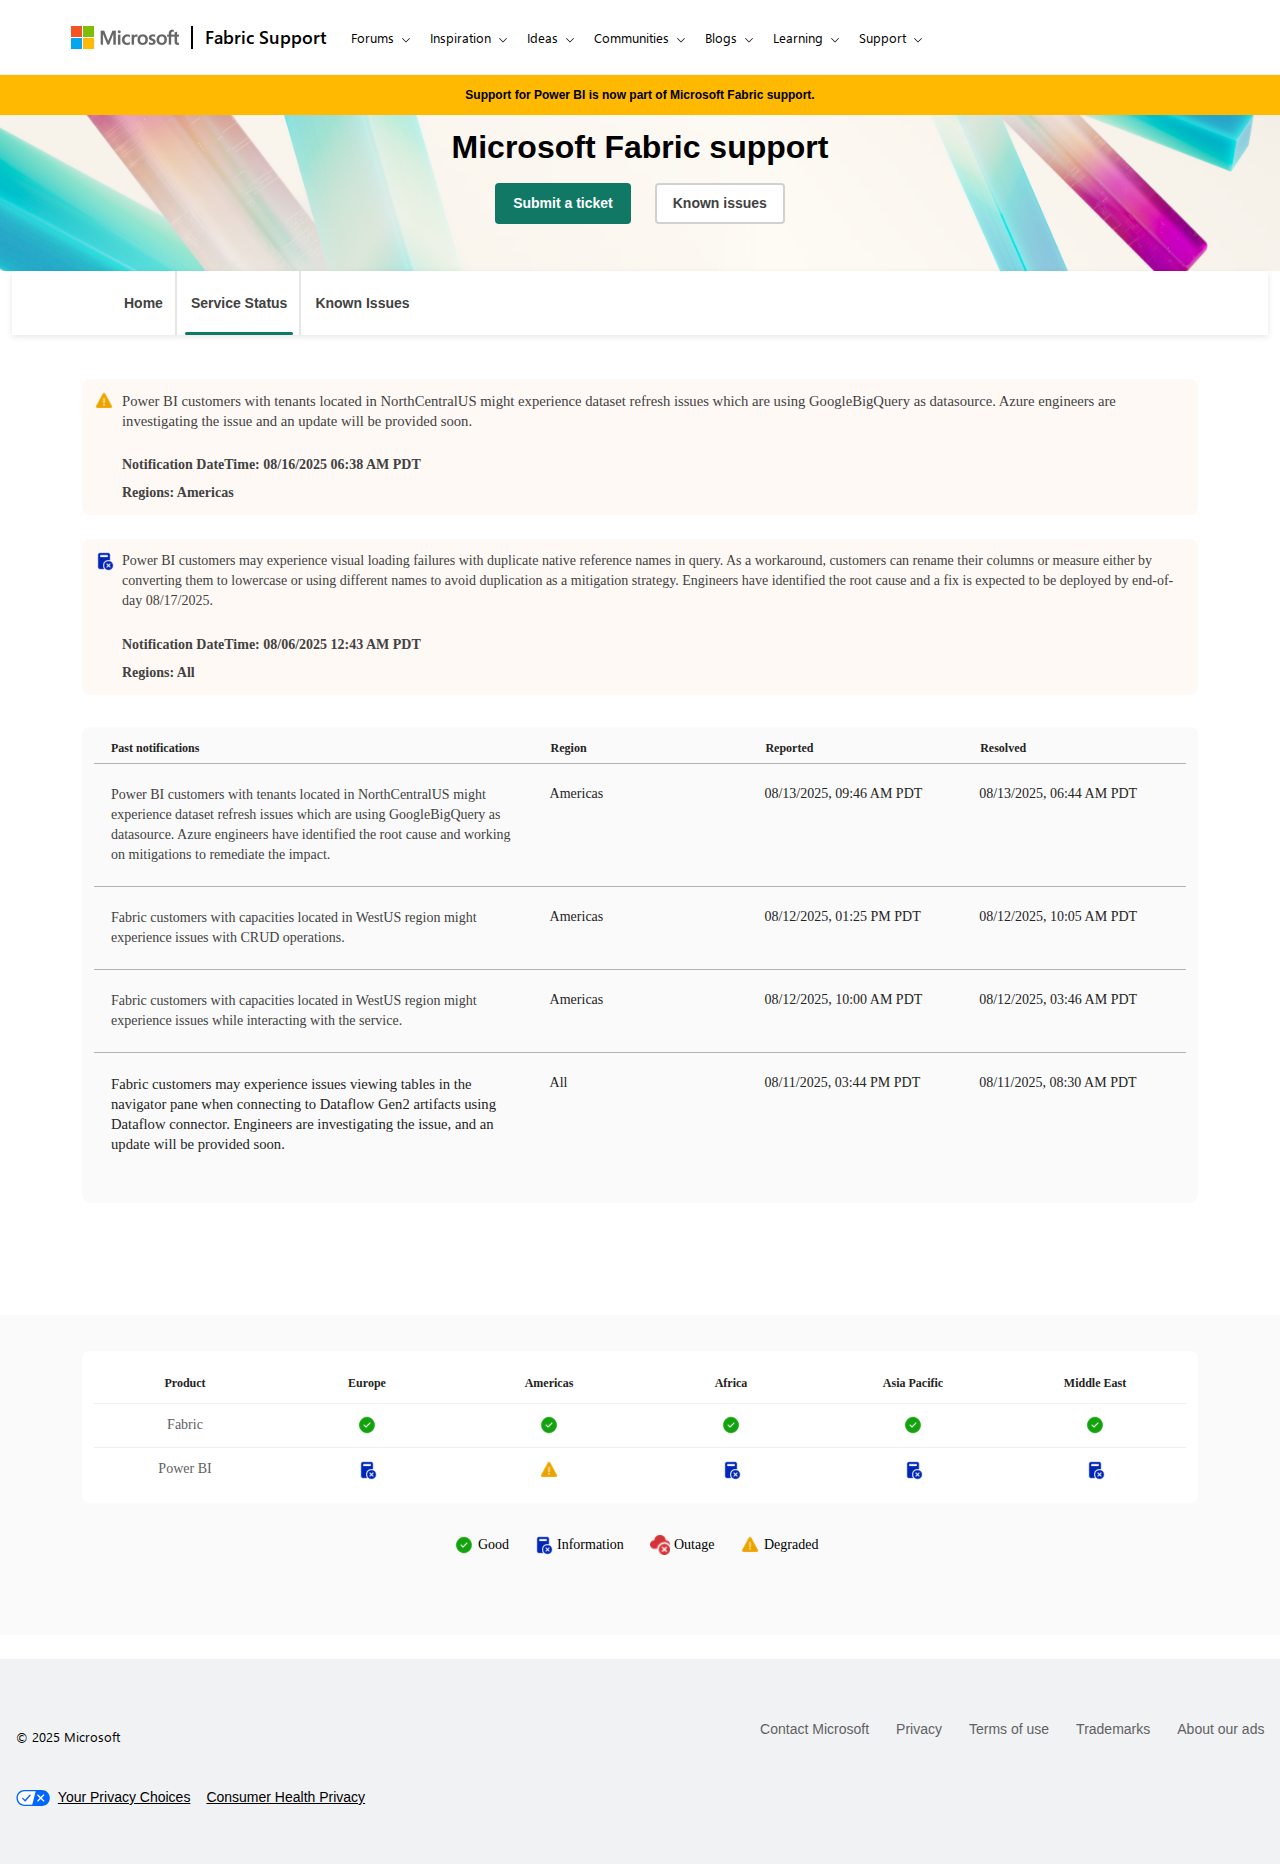 Microsoft Fabric Support Forums Inspiration Ideas Communities Blogs Learning Support
Support for Power BI is now part of Microsoft Fabric support.
Microsoft Fabric support
Submit a ticket Known issues
Home Service Status Known Issues
Power BI customers with tenants located in NorthCentralUS might experience dataset refresh issues which are using GoogleBigQuery as datasource. Azure engineers are
investigating the issue and an update will be provided soon.
Notification DateTime: 08/16/2025 06:38 AM PDT
Regions: Americas
Power BI customers may experience visual loading failures with duplicate native reference names in query. As a workaround, customers can rename their columns or measure either by
converting them to lowercase or using different names to avoid duplication as a mitigation strategy. Engineers have identified the root cause and a fix is expected to be deployed by end-of-
day 08/17/2025.
Notification DateTime: 08/06/2025 12:43 AM PDT
Regions: All
Past notifications Region Reported Resolved
Power BI customers with tenants located in NorthCentralUS might Americas 08/13/2025, 09:46 AM PDT 08/13/2025, 06:44 AM PDT
experience dataset refresh issues which are using GoogleBigQuery as
datasource. Azure engineers have identified the root cause and working
on mitigations to remediate the impact.
Fabric customers with capacities located in WestUS region might Americas 08/12/2025, 01:25 PM PDT 08/12/2025, 10:05 AM PDT
experience issues with CRUD operations.
Fabric customers with capacities located in WestUS region might Americas 08/12/2025, 10:00 AM PDT 08/12/2025, 03:46 AM PDT
experience issues while interacting with the service.
Fabric customers may experience issues viewing tables in the All 08/11/2025, 03:44 PM PDT 08/11/2025, 08:30 AM PDT
navigator pane when connecting to Dataflow Gen2 artifacts using
Dataflow connector. Engineers are investigating the issue, and an
update will be provided soon.
Product Europe Americas Africa Asia Pacific Middle East
Fabric
Power BI
Good Information Outage Degraded
© 2025 Microsoft Contact Microsoft Privacy Terms of use Trademarks About our ads
Your Privacy Choices Consumer Health Privacy